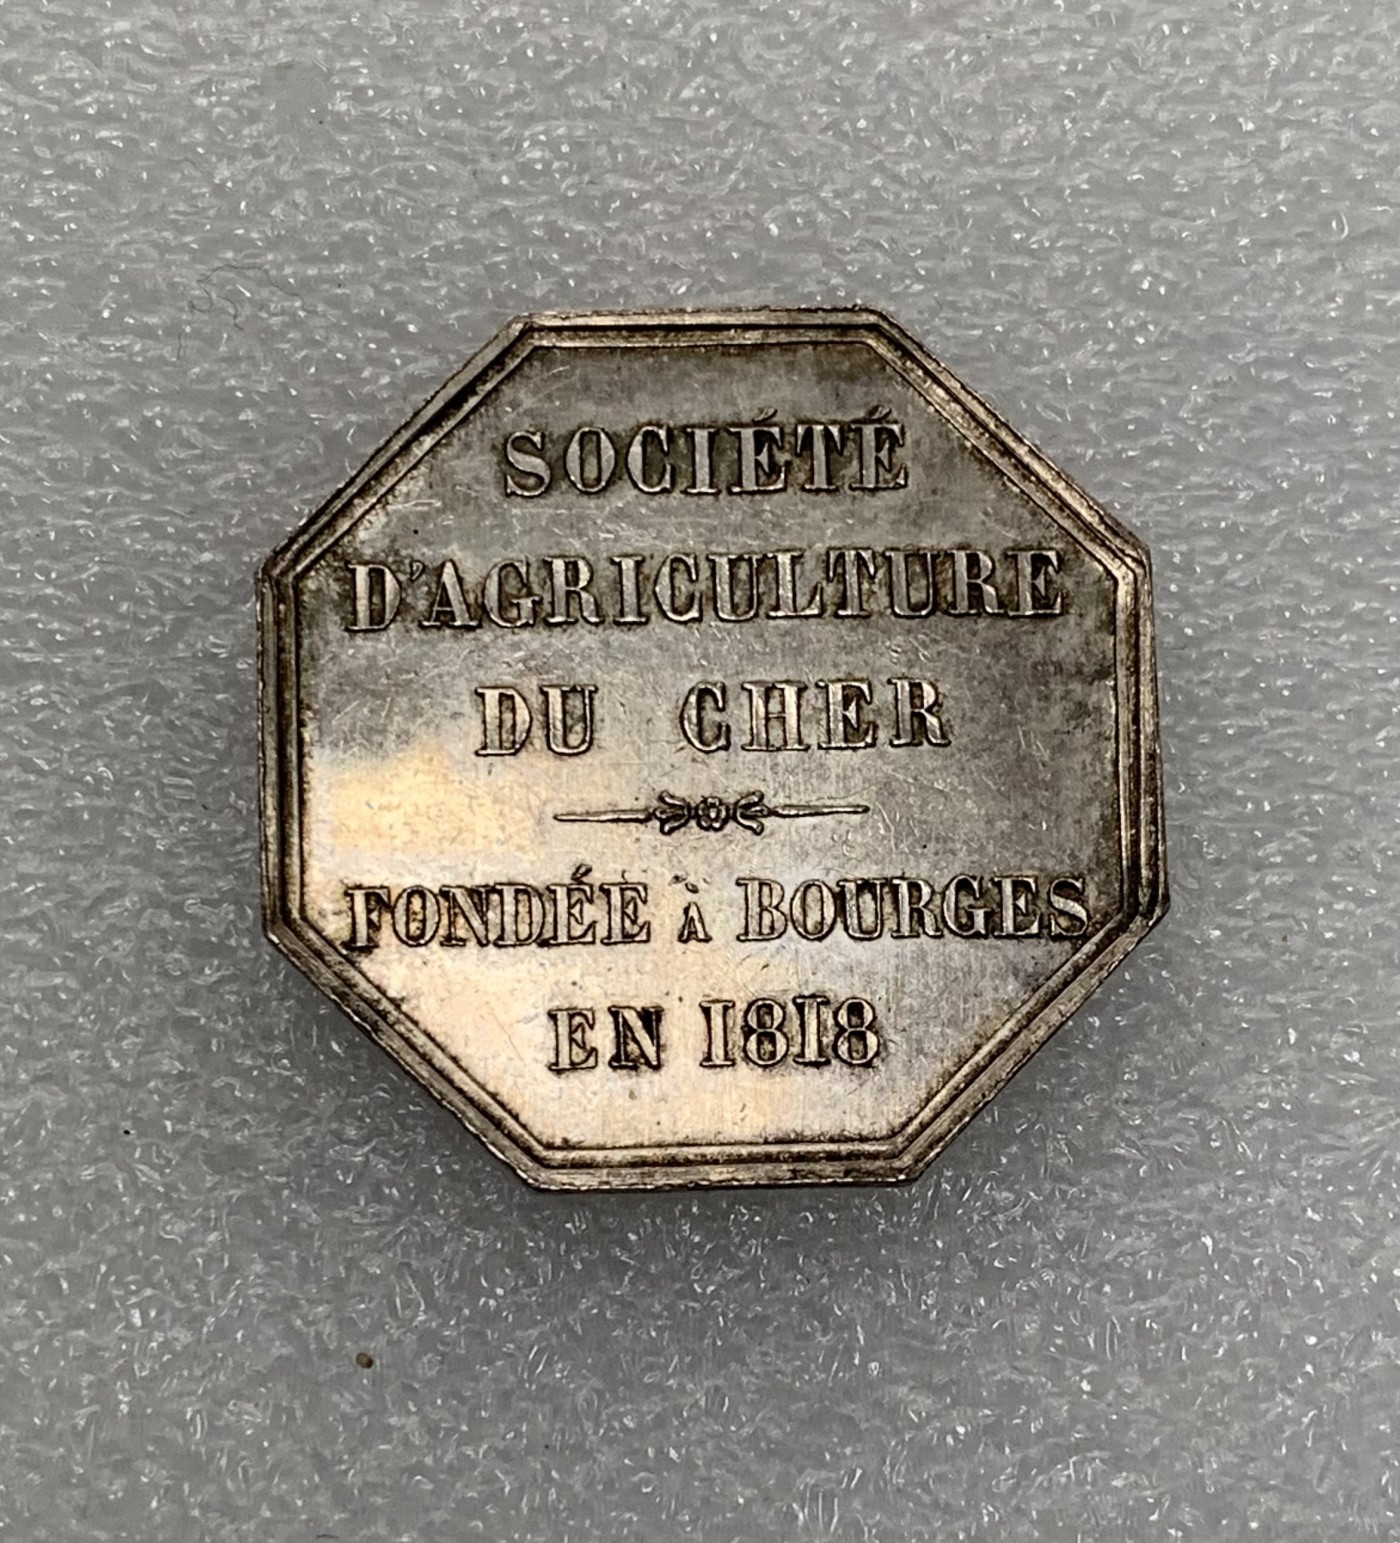 SOCIÉTÉ
D'AGRICULTURE
DU CHER
FONDÉE À BOURGES
EN 1818